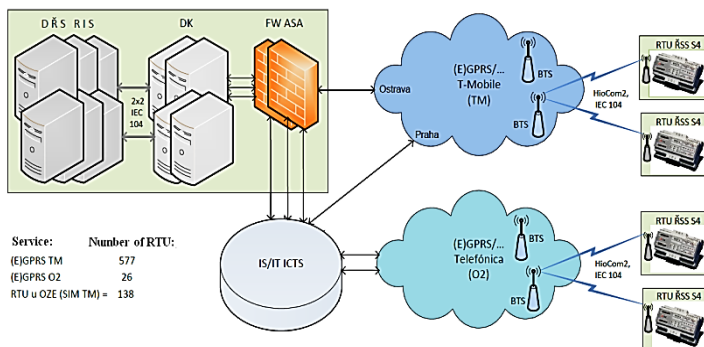 D Ř S R I S
DK
FW ASA
2x2
IEC
104
Ostrava
Praha
(E)GPRS/...
T-Mobile
(TM)
BTS
BTS
HioCom2,
IEC 104
RTU ŘSS S4
RTU ŘSS S4
IS/IT ICTS
(E)GPRS/...
Telefónica
(O2)
BTS
BTS
HioCom2,
IEC 104
RTU ŘSS S4
RTU ŘSS S4
Service: Number of RTU:
(E)GPRS TM 577
(E)GPRS O2 26
RTU u OZE (SIM TM) = 138